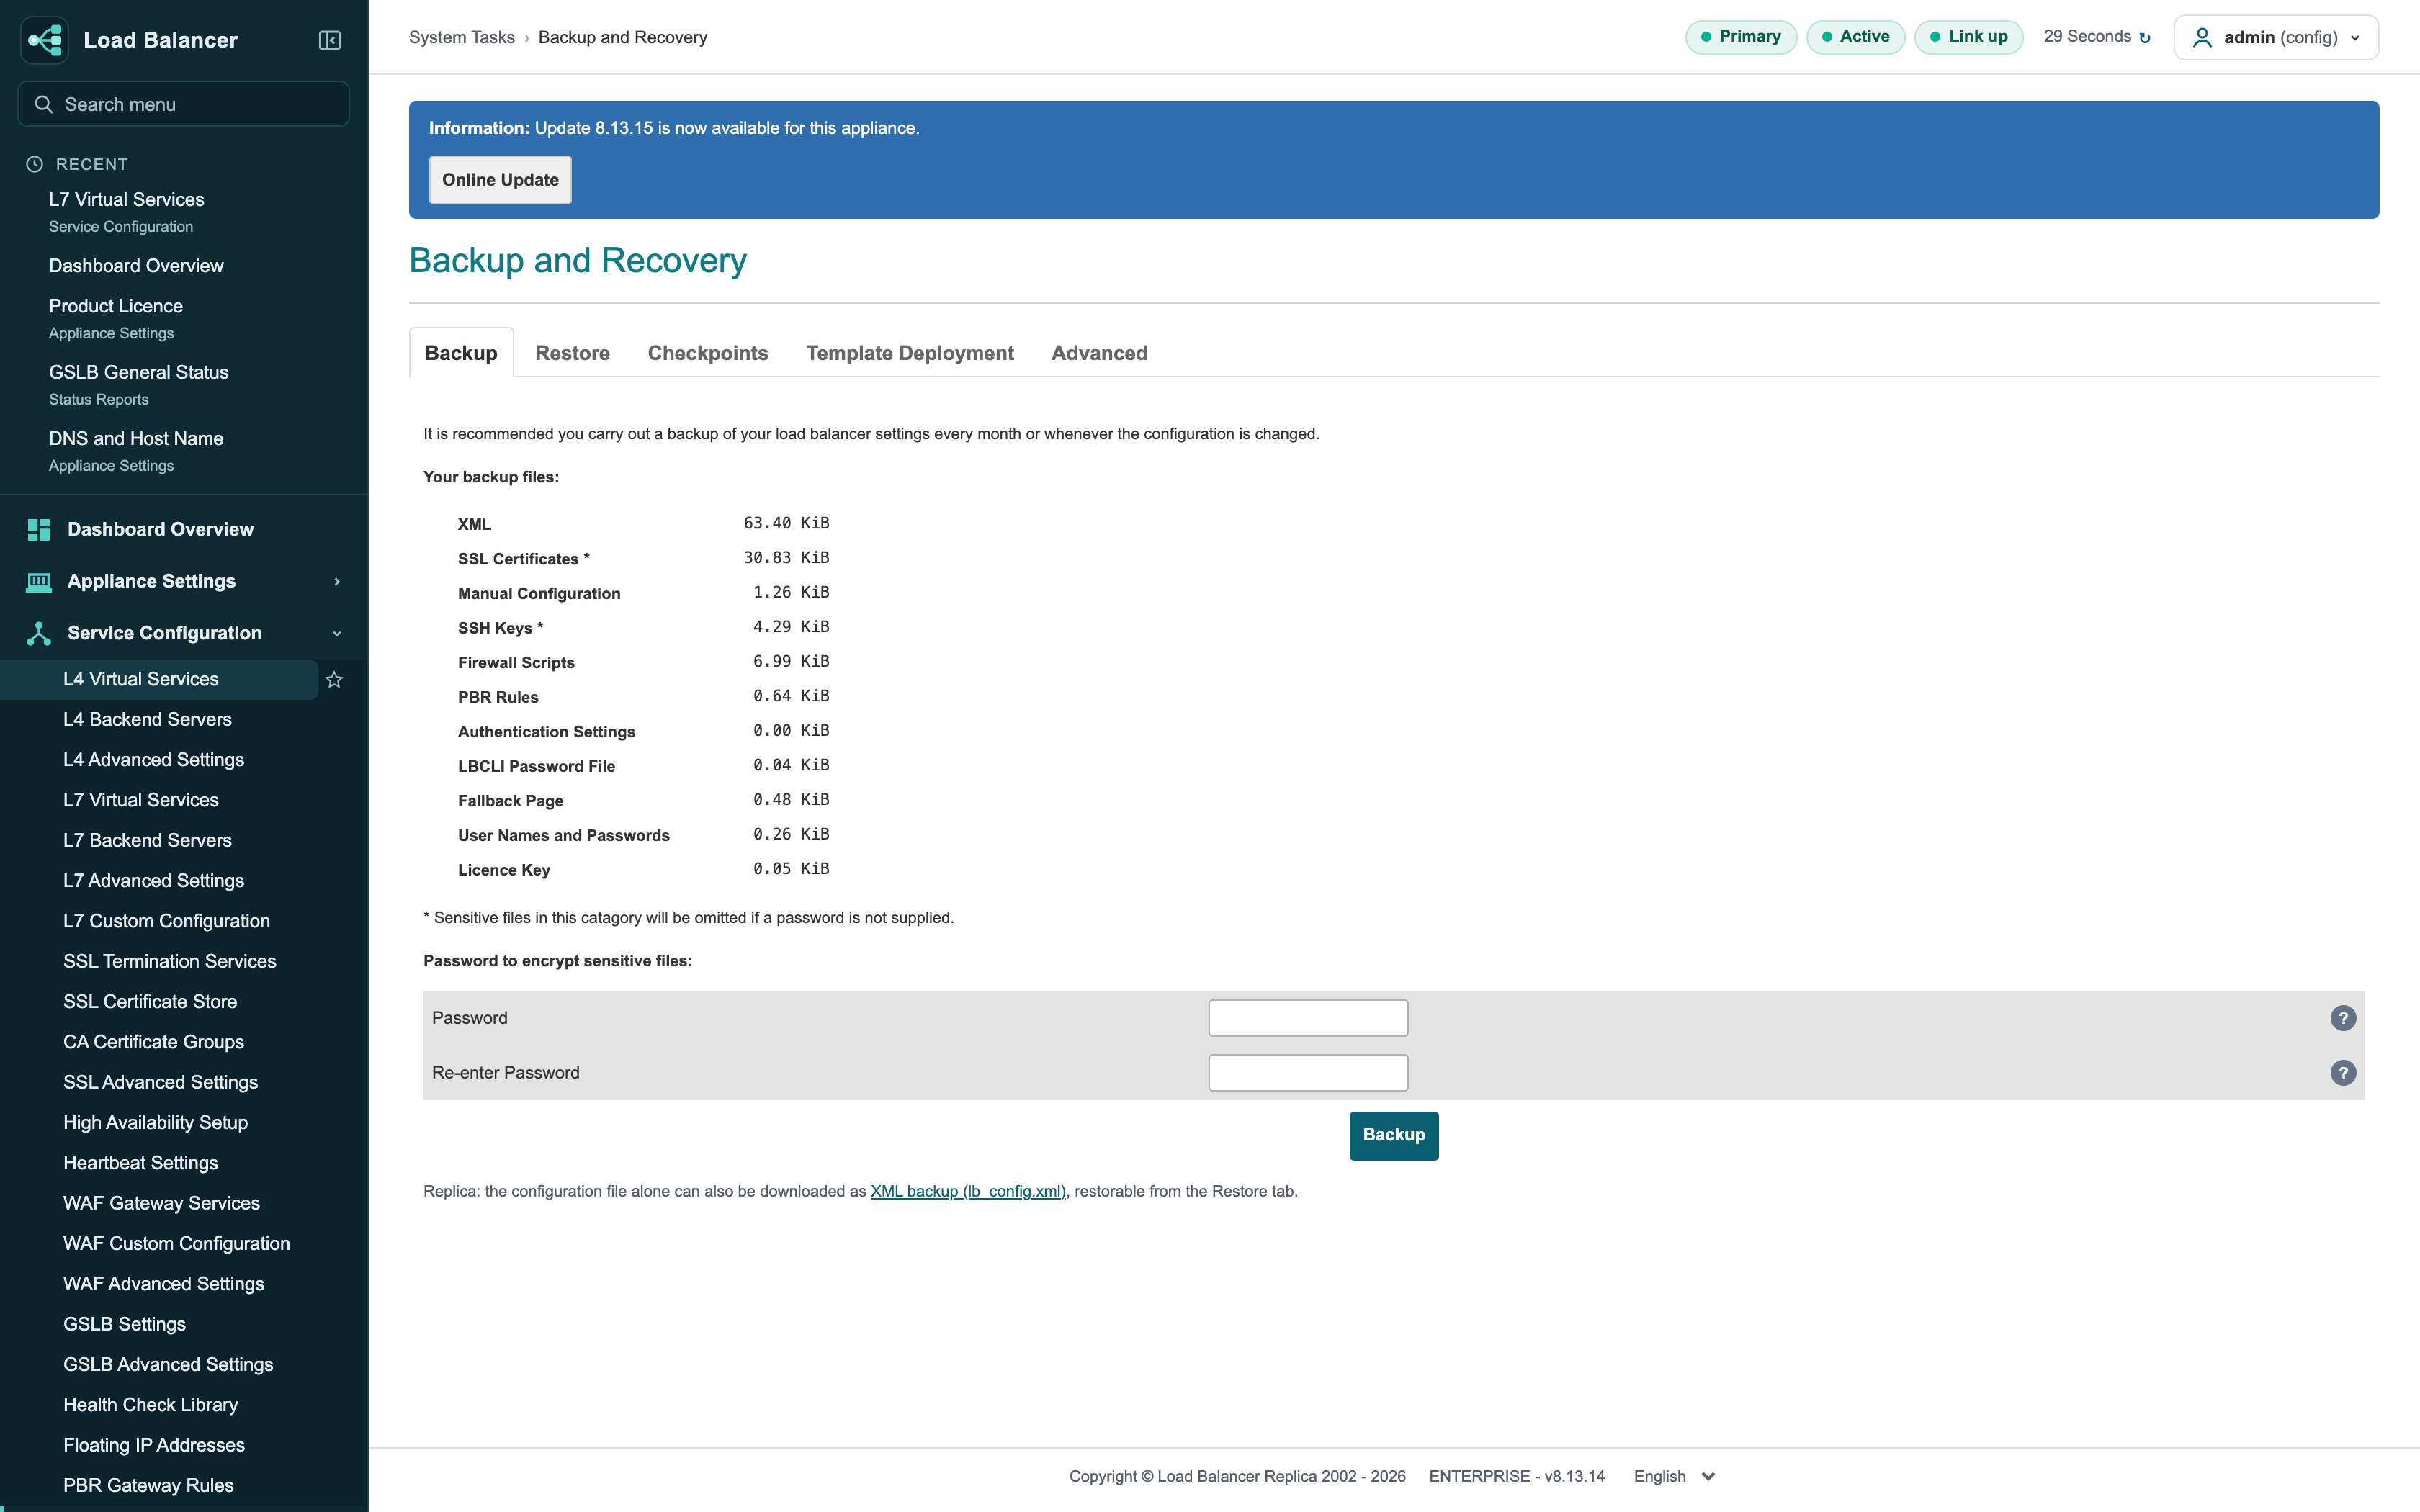 Load Balancer
Search menu
RECENT
L7 Virtual Services
Service Configuration
Dashboard Overview
Product Licence
Appliance Settings
GSLB General Status
Status Reports
DNS and Host Name
Appliance Settings
Dashboard Overview
Appliance Settings
Service Configuration
L4 Virtual Services
L4 Backend Servers
L4 Advanced Settings
L7 Virtual Services
L7 Backend Servers
L7 Advanced Settings
L7 Custom Configuration
SSL Termination Services
SSL Certificate Store
CA Certificate Groups
SSL Advanced Settings
High Availability Setup
Heartbeat Settings
WAF Gateway Services
WAF Custom Configuration
WAF Advanced Settings
GSLB Settings
GSLB Advanced Settings
Health Check Library
Floating IP Addresses
PBR Gateway Rules
System Tasks › Backup and Recovery
Primary Active Link up 29 Seconds ↻ admin (config)
Information: Update 8.13.15 is now available for this appliance.
Online Update
Backup and Recovery
Backup Restore Checkpoints Template Deployment Advanced
It is recommended you carry out a backup of your load balancer settings every month or whenever the configuration is changed.
Your backup files:
XML 63.40 KiB
SSL Certificates * 30.83 KiB
Manual Configuration 1.26 KiB
SSH Keys * 4.29 KiB
Firewall Scripts 6.99 KiB
PBR Rules 0.64 KiB
Authentication Settings 0.00 KiB
LBCLI Password File 0.04 KiB
Fallback Page 0.48 KiB
User Names and Passwords 0.26 KiB
Licence Key 0.05 KiB
* Sensitive files in this catagory will be omitted if a password is not supplied.
Password to encrypt sensitive files:
Password ?
Re-enter Password ?
Backup
Replica: the configuration file alone can also be downloaded as XML backup (lb_config.xml), restorable from the Restore tab.
Copyright © Load Balancer Replica 2002 - 2026 ENTERPRISE - v8.13.14 English